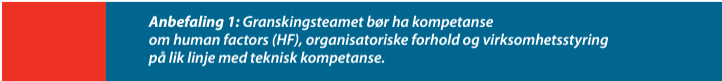 Anbefaling 1: Granskingsteamet bør ha kompetanse
om human factors (HF), organisatoriske forhold og virksomhetsstyring
på lik linje med teknisk kompetanse.